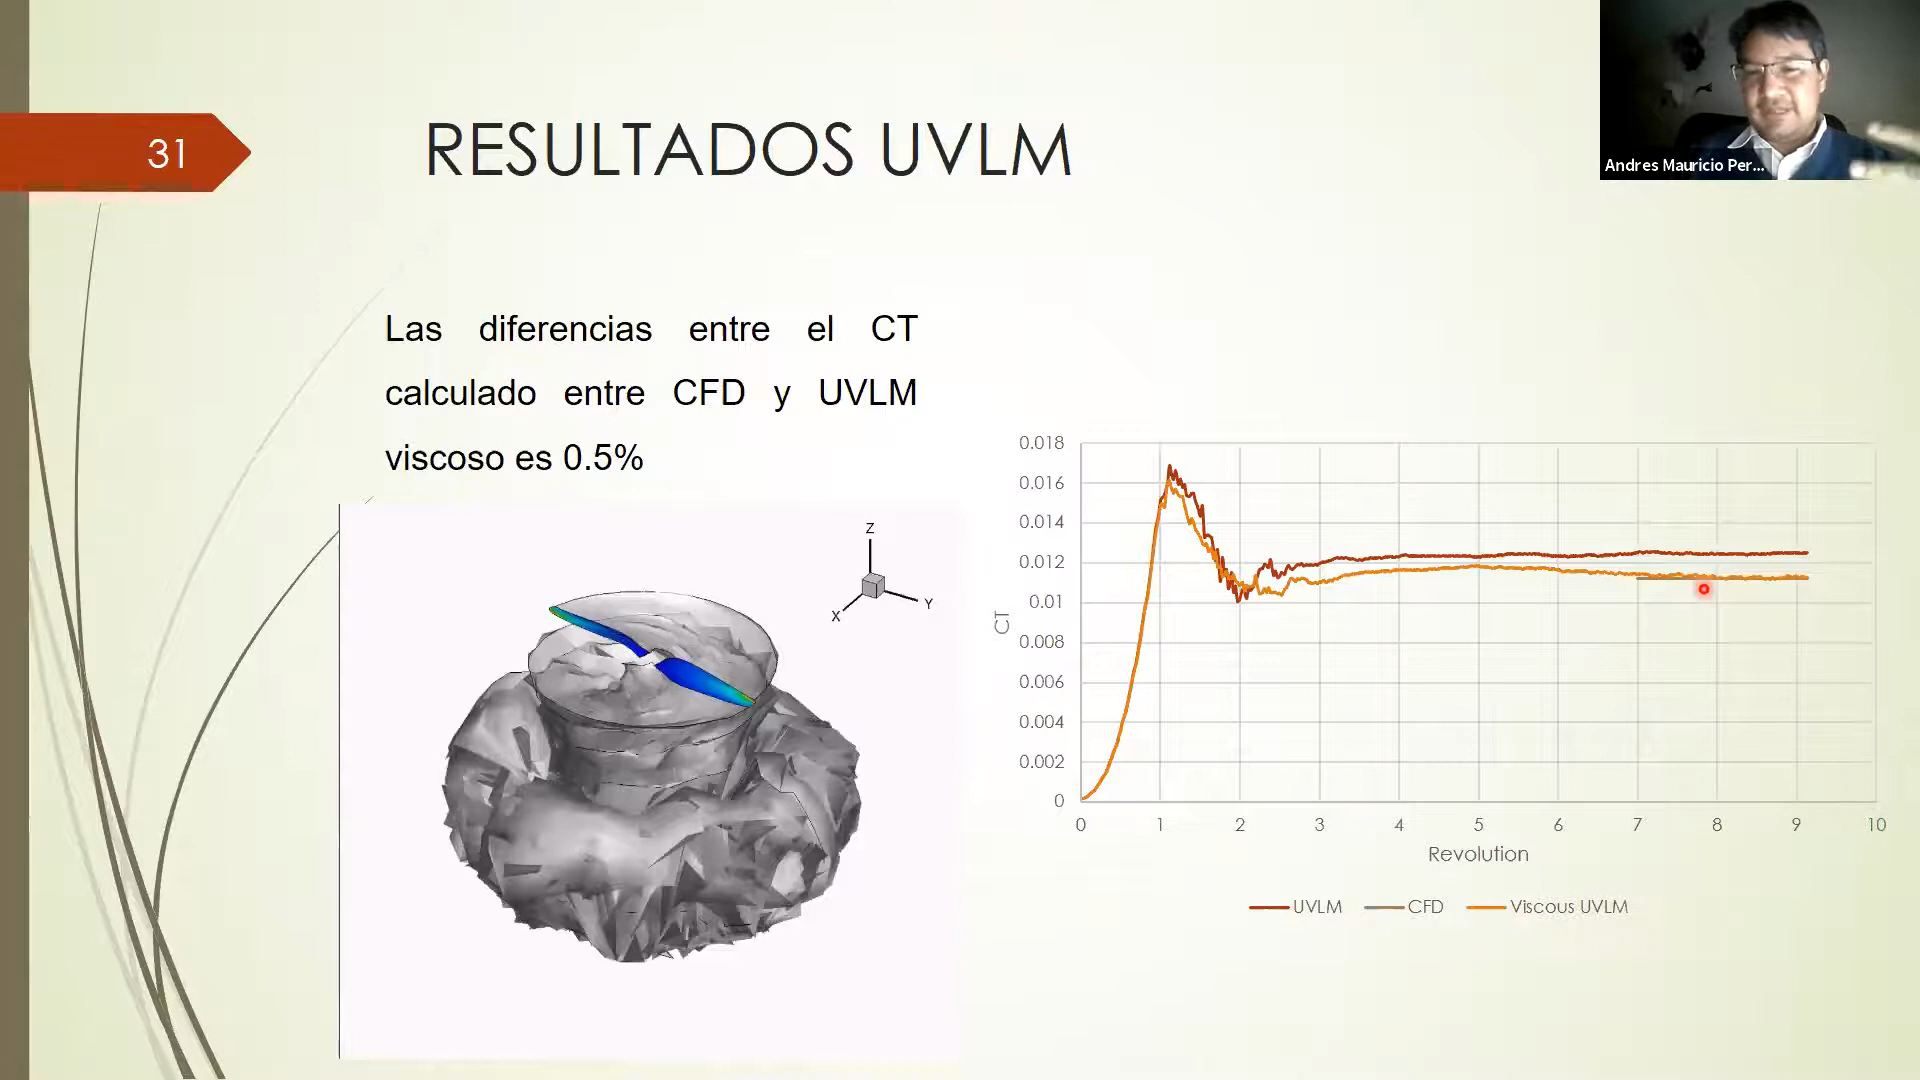 31
RESULTADOS UVLM
Andres Mauricio Per...
Las diferencias entre el CT
calculado entre CFD y UVLM
viscoso es 0.5%
Z
Y
X
0.018
0.016
0.014
0.012
0.01
0.008
0.006
0.004
0.002
0
CT
0 1 2 3 4 5 6 7 8 9 10
Revolution
UVLM CFD Viscous UVLM